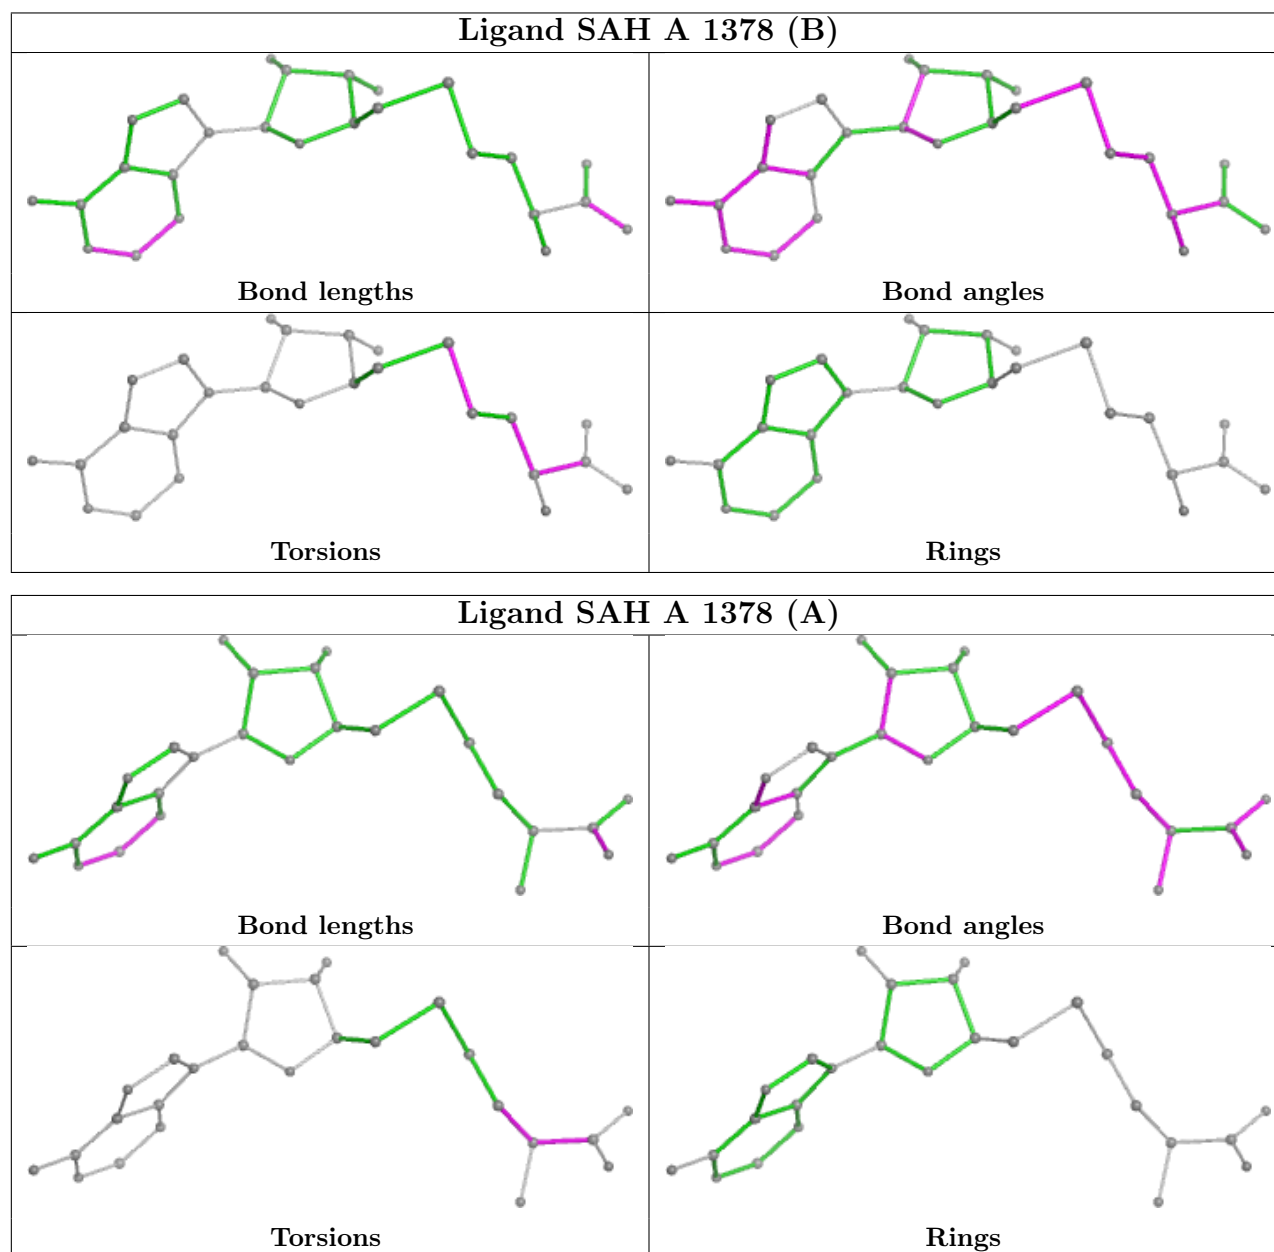 Ligand SAH A 1378 (B)
Bond lengths
Bond angles
Torsions
Rings
Ligand SAH A 1378 (A)
Bond lengths
Bond angles
Torsions
Rings